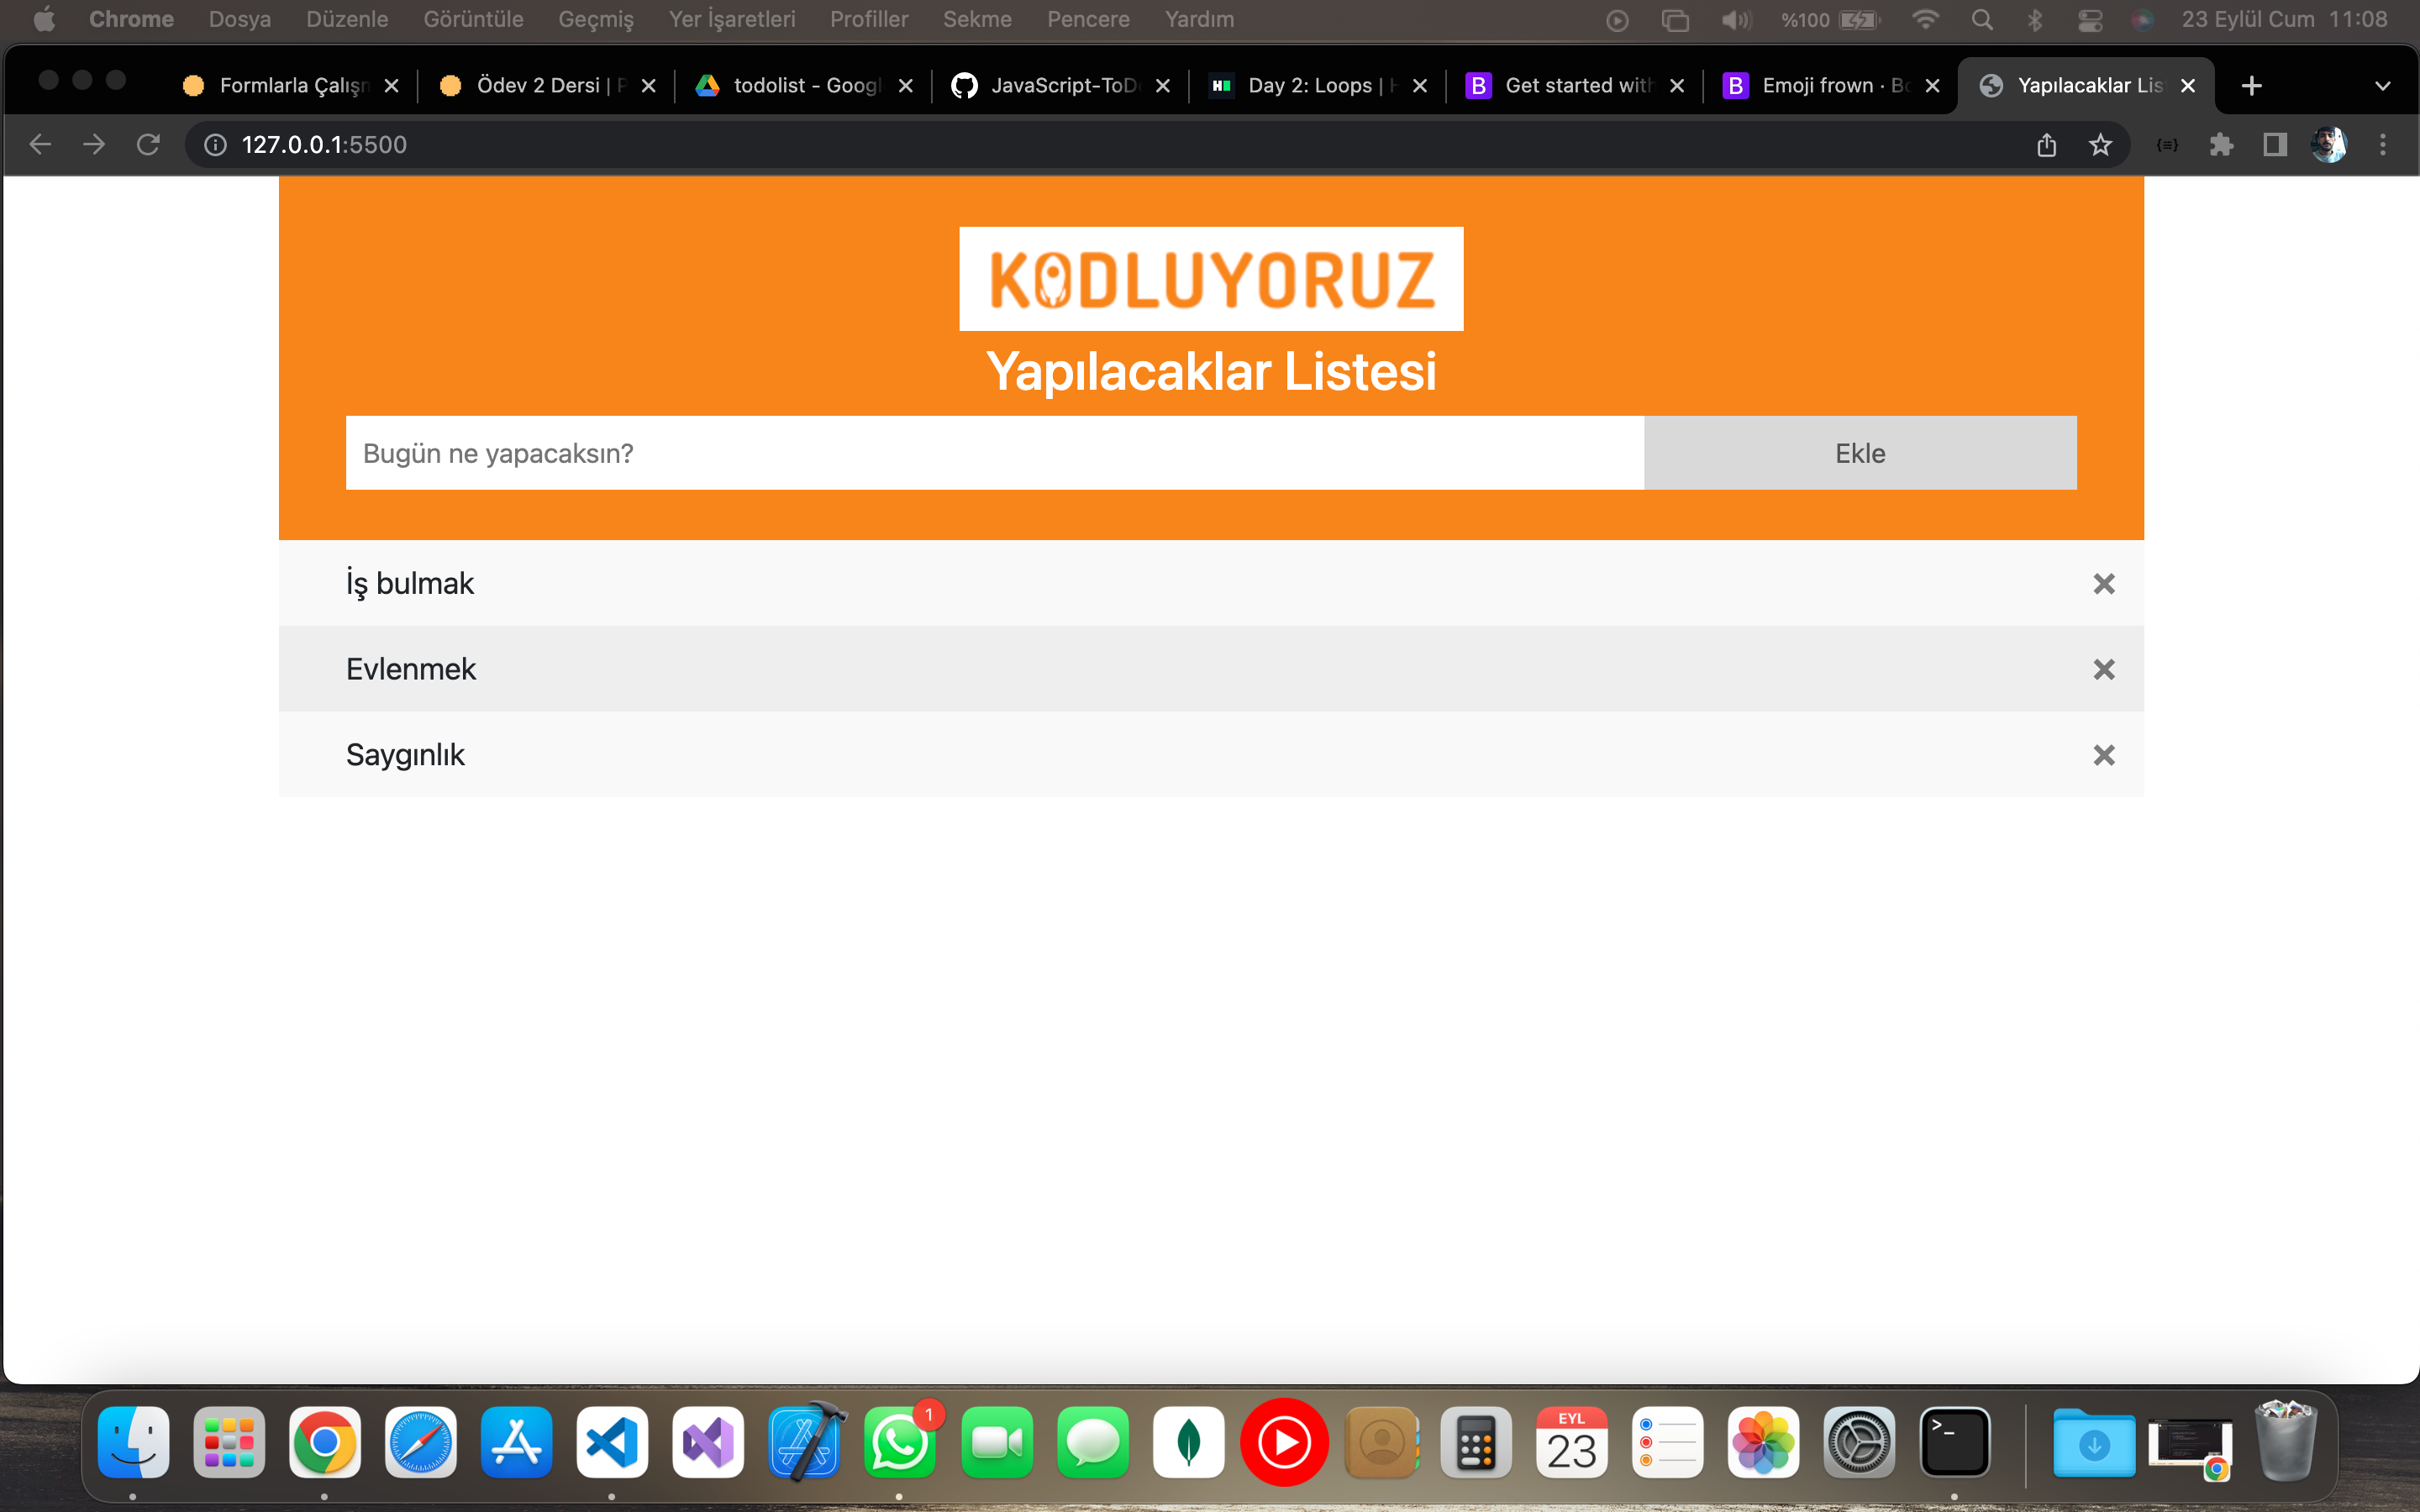 Chrome Dosya Düzenle Görüntüle Geçmiş Yer İşaretleri Profiller Sekme Pencere Yardım %100 23 Eylül Cum 11:08
Formlarla Çalışn Ödev 2 Dersi | P todolist - Googl JavaScript-ToD Day 2: Loops | H Get started with Emoji frown · Bo Yapılacaklar Lis
127.0.0.1:5500
KODLUYORUZ
Yapılacaklar Listesi
Bugün ne yapacaksın? Ekle
İş bulmak
Evlenmek
Saygınlık
1
EYL
23